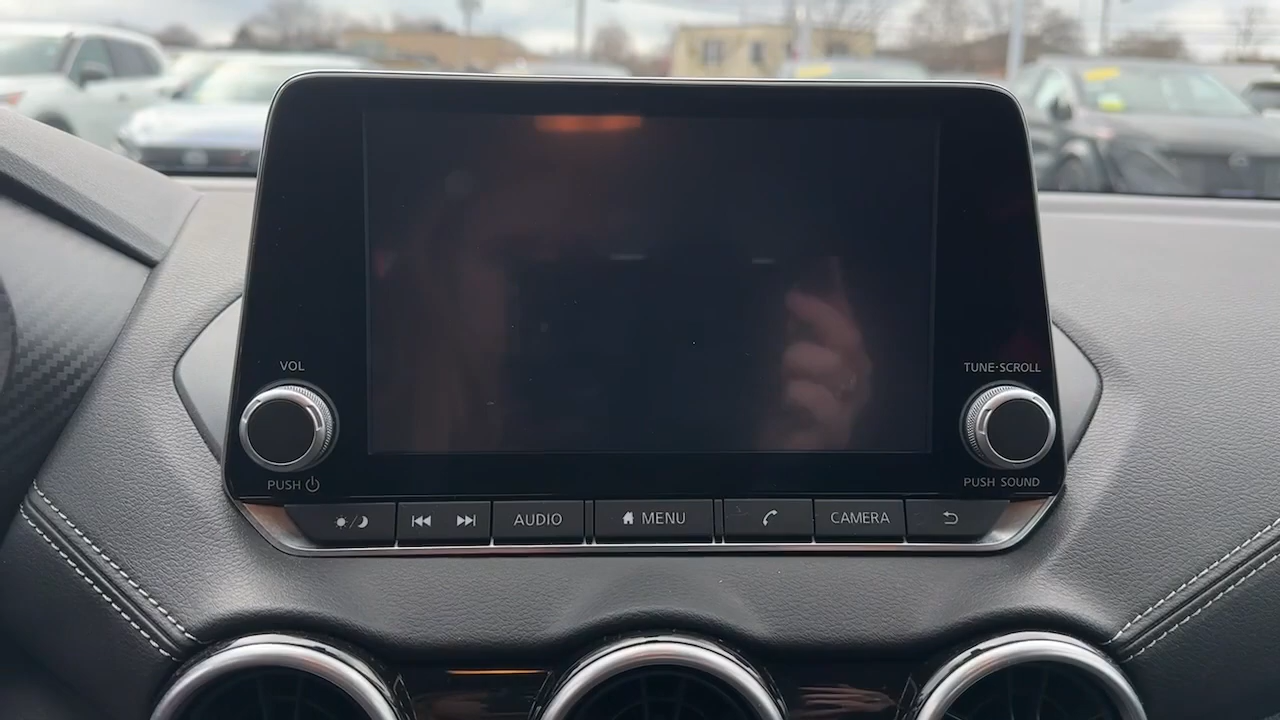 VOL
TUNE·SCROLL
PUSH
PUSH SOUND
AUDIO
MENU
CAMERA